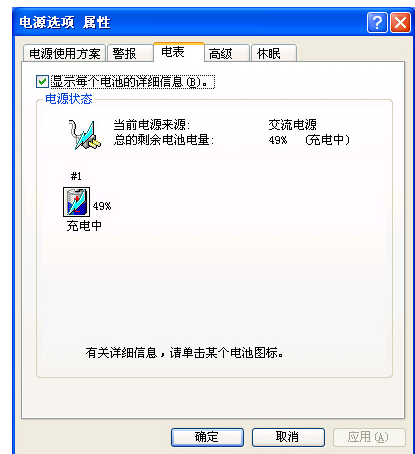 电源选项 属性
电源使用方案 警报 电表 高级 休眠
显示每个电池的详细信息(B)。
电源状态
当前电源来源: 交流电源
总的剩余电池电量: 49% (充电中)
#1
49%
充电中
有关详细信息，请单击某个电池图标。
确定 取消 应用(A)